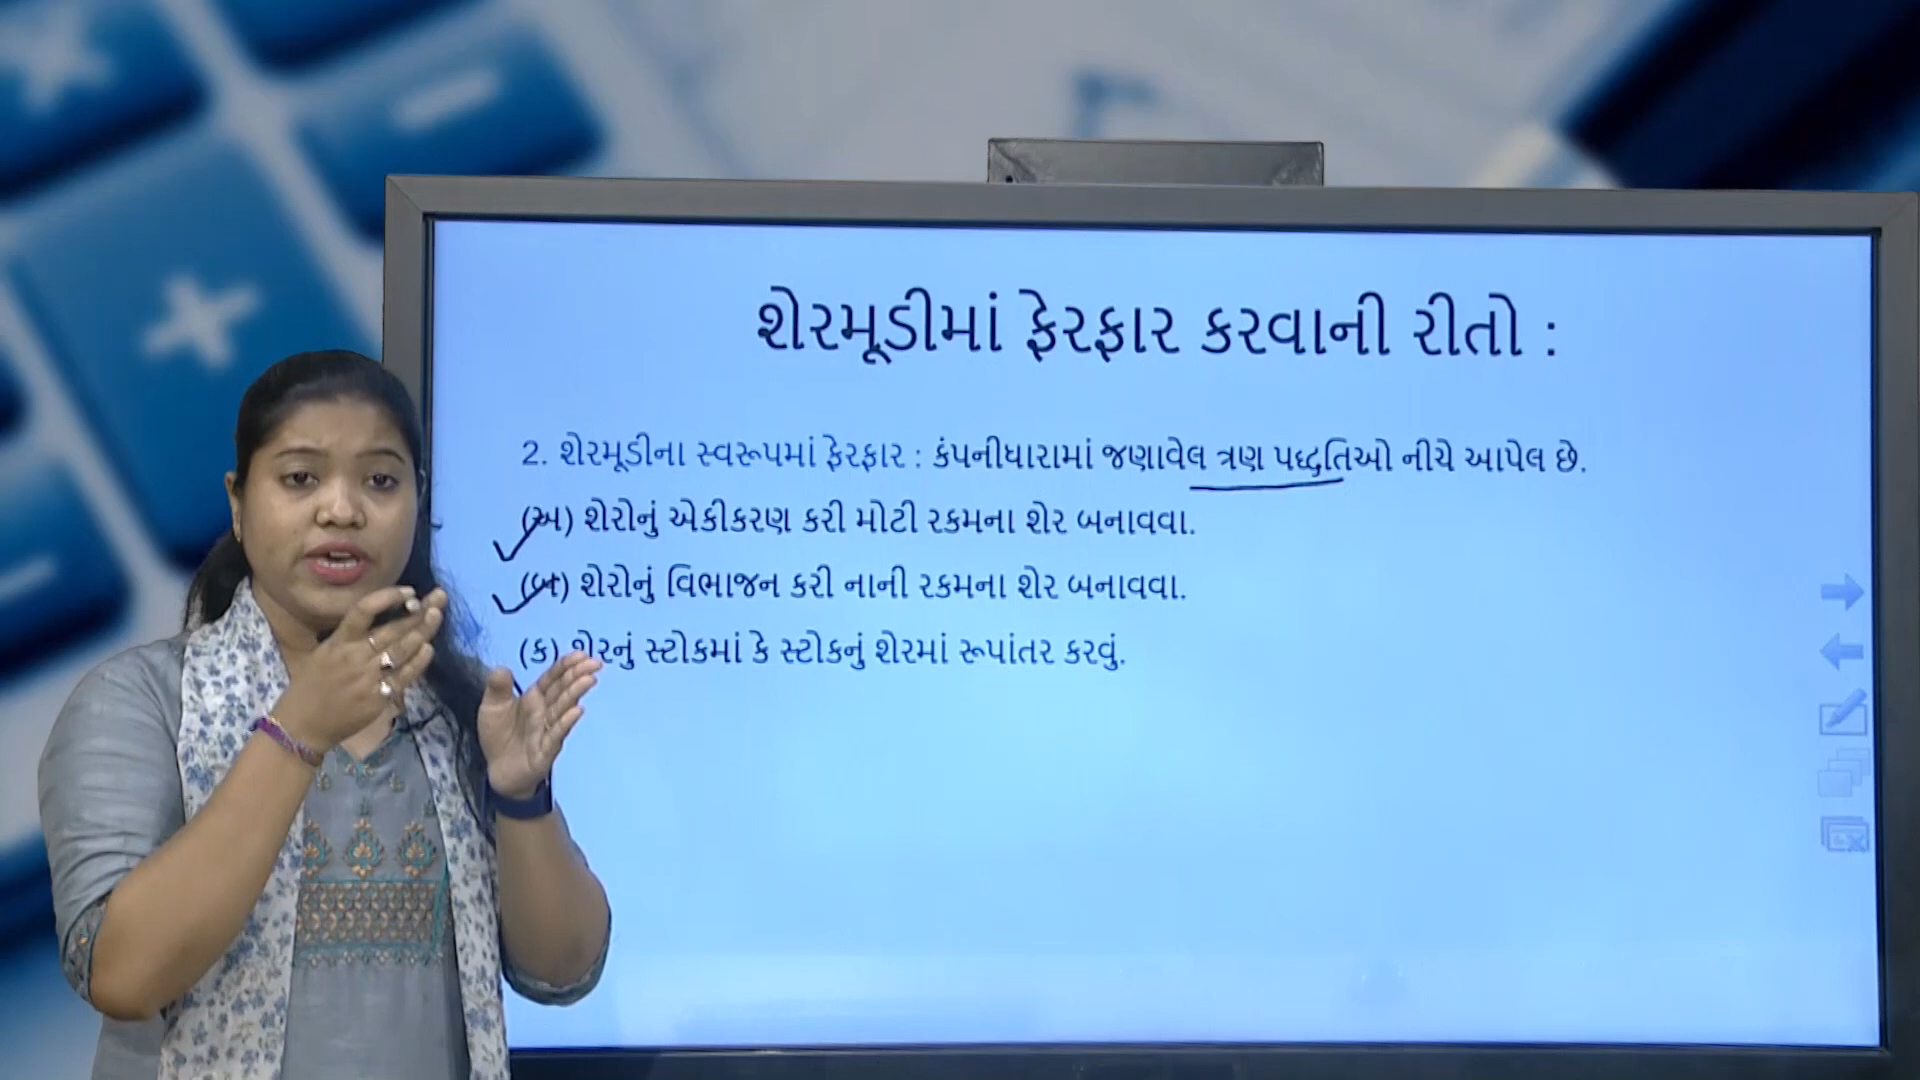 શેરમૂડીમાં ફેરફાર કરવાની રીતો :
2. શેરમૂડીના સ્વરૂપમાં ફેરફાર : કંપનીધારામાં જણાવેલ ત્રણ પદ્ધતિઓ નીચે આપેલ છે.
(અ) શેરોનું એકીકરણ કરી મોટી રકમના શેર બનાવવા.
(બ) શેરોનું વિભાજન કરી નાની રકમના શેર બનાવવા.
(ક) શેરનું સ્ટોકમાં કે સ્ટોકનું શેરમાં રૂપાંતર કરવું.